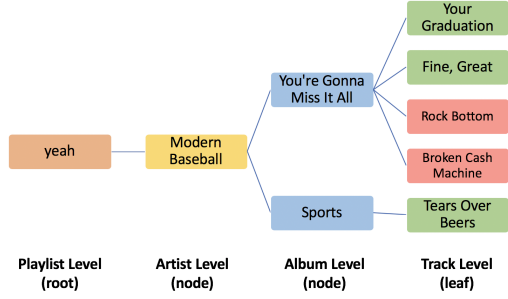 Your
Graduation
You're Gonna
Miss It All
Fine, Great
Rock Bottom
yeah
Modern
Baseball
Broken Cash
Machine
Sports
Tears Over
Beers
Playlist Level
(root)
Artist Level
(node)
Album Level
(node)
Track Level
(leaf)